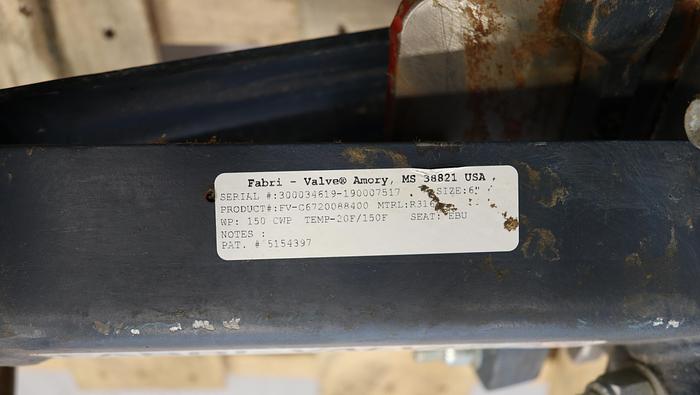 Fabri - Valve® Amory, MS 38821 USA
SERIAL #:300034619-190007517 SIZE:6"
PRODUCT#:FV-C6720088400 MTRL:R316
WP: 150 CWP TEMP-20F/150F SEAT: EBU
NOTES :
PAT. # 5154397